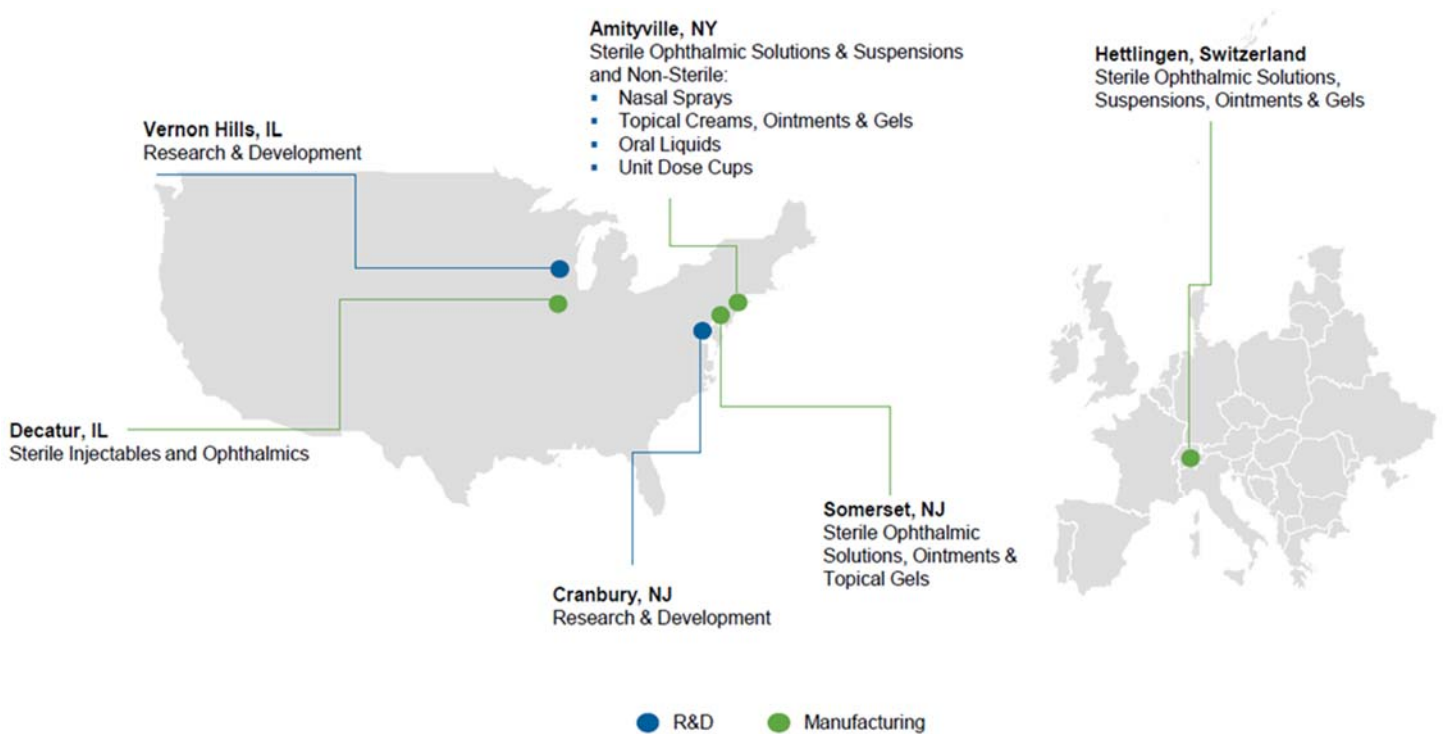 Amityville, NY
Sterile Ophthalmic Solutions & Suspensions
and Non-Sterile:
▪ Nasal Sprays
▪ Topical Creams, Ointments & Gels
▪ Oral Liquids
▪ Unit Dose Cups
Hettlingen, Switzerland
Sterile Ophthalmic Solutions,
Suspensions, Ointments & Gels
Vernon Hills, IL
Research & Development
Decatur, IL
Sterile Injectables and Ophthalmics
Somerset, NJ
Sterile Ophthalmic
Solutions, Ointments &
Topical Gels
Cranbury, NJ
Research & Development
R&D
Manufacturing